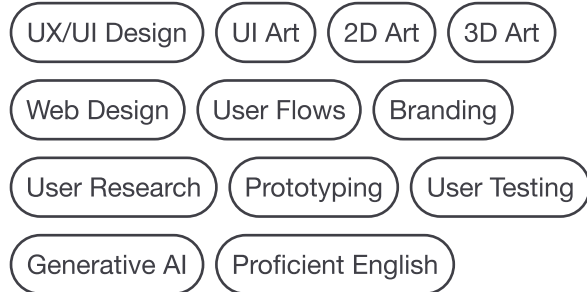 UX/UI Design UI Art 2D Art 3D Art
Web Design User Flows Branding
User Research Prototyping User Testing
Generative AI Proficient English